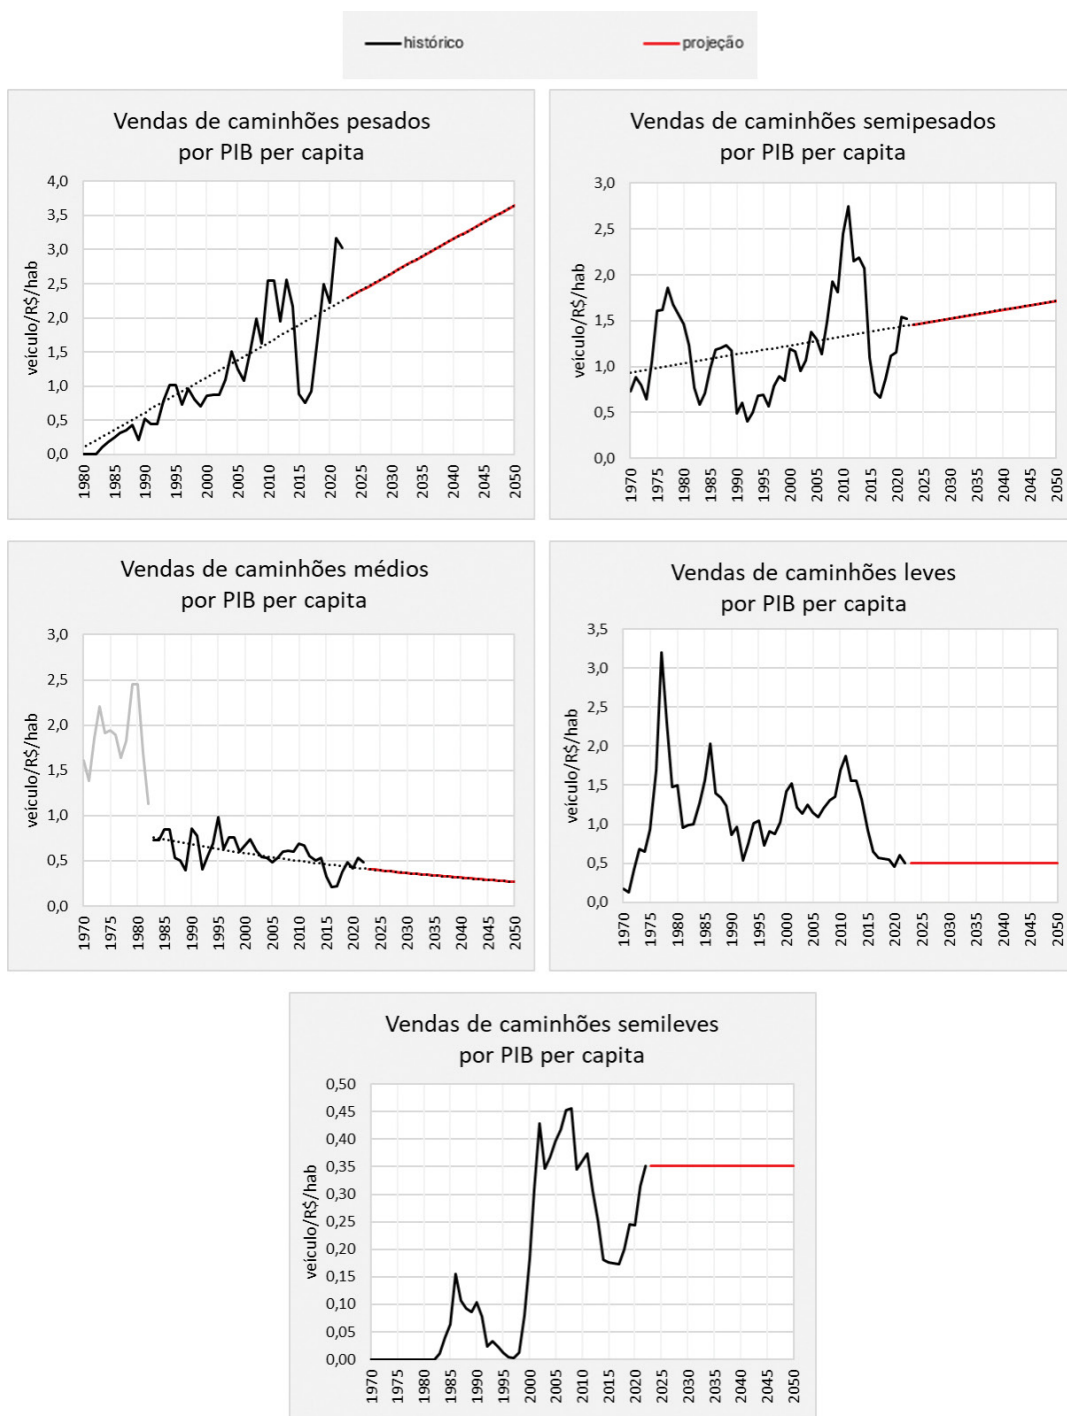 histórico
projeção
Vendas de caminhões pesados
por PIB per capita
veículo/R$/hab
4,0
3,5
3,0
2,5
2,0
1,5
1,0
0,5
0,0
1980 1985 1990 1995 2000 2005 2010 2015 2020 2025 2030 2035 2040 2045 2050
Vendas de caminhões semipesados
por PIB per capita
veículo/R$/hab
3,0
2,5
2,0
1,5
1,0
0,5
0,0
1970 1975 1980 1985 1990 1995 2000 2005 2010 2015 2020 2025 2030 2035 2040 2045 2050
Vendas de caminhões médios
por PIB per capita
veículo/R$/hab
3,0
2,5
2,0
1,5
1,0
0,5
0,0
1970 1975 1980 1985 1990 1995 2000 2005 2010 2015 2020 2025 2030 2035 2040 2045 2050
Vendas de caminhões leves
por PIB per capita
veículo/R$/hab
3,5
3,0
2,5
2,0
1,5
1,0
0,5
0,0
1970 1975 1980 1985 1990 1995 2000 2005 2010 2015 2020 2025 2030 2035 2040 2045 2050
Vendas de caminhões semileves
por PIB per capita
veículo/R$/hab
0,50
0,45
0,40
0,35
0,30
0,25
0,20
0,15
0,10
0,05
0,00
1970 1975 1980 1985 1990 1995 2000 2005 2010 2015 2020 2025 2030 2035 2040 2045 2050